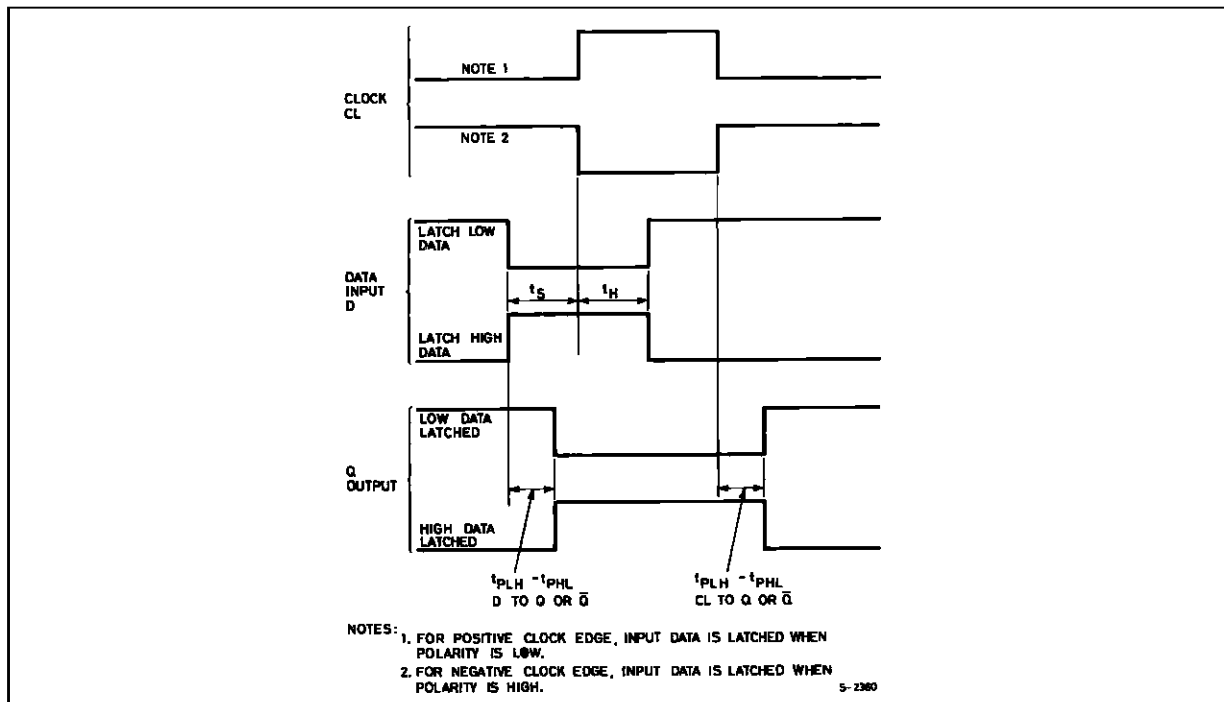 NOTE 1
CLOCK
CL
NOTE 2
LATCH LOW
DATA
DATA
INPUT
D
tS
tH
LATCH HIGH
DATA
LOW DATA
LATCHED
Q
OUTPUT
HIGH DATA
LATCHED
tPLH - tPHL
D TO Q OR Q̅
tPLH - tPHL
CL TO Q OR Q̅
NOTES:
1. FOR POSITIVE CLOCK EDGE, INPUT DATA IS LATCHED WHEN
POLARITY IS LOW.
2. FOR NEGATIVE CLOCK EDGE, INPUT DATA IS LATCHED WHEN
POLARITY IS HIGH.
S-2360